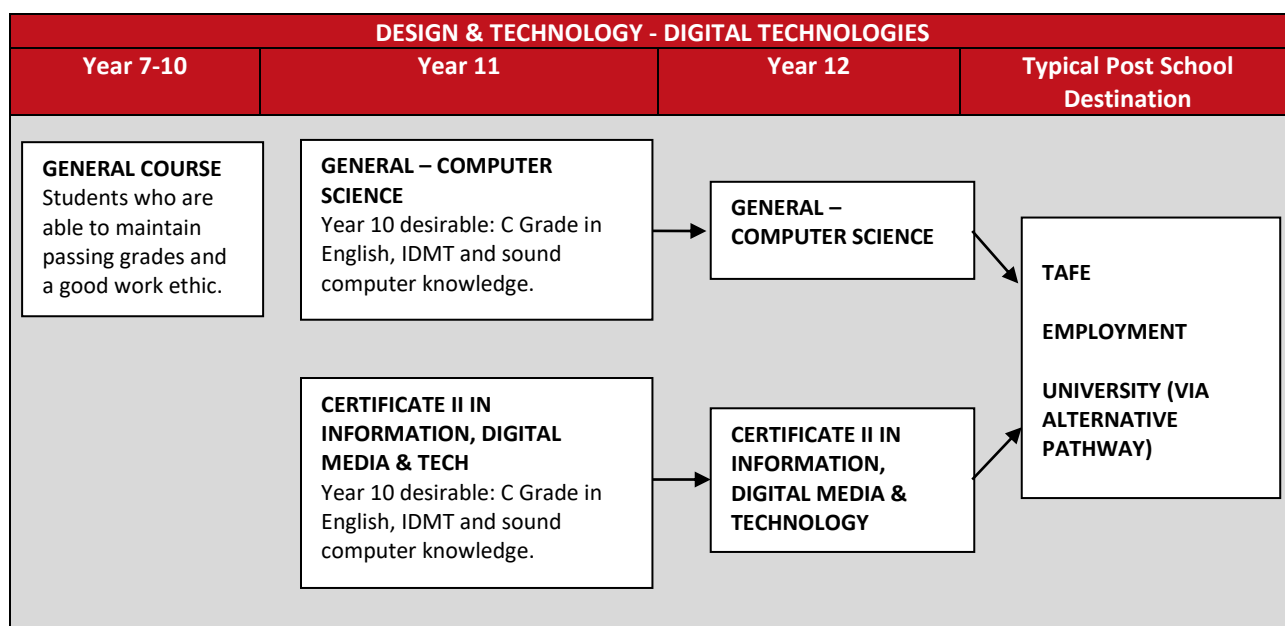 DESIGN & TECHNOLOGY - DIGITAL TECHNOLOGIES
Year 7-10
Year 11
Year 12
Typical Post School
Destination
GENERAL COURSE
Students who are
able to maintain
passing grades and
a good work ethic.
GENERAL – COMPUTER
SCIENCE
Year 10 desirable: C Grade in
English, IDMT and sound
computer knowledge.
GENERAL –
COMPUTER SCIENCE
CERTIFICATE II IN
INFORMATION, DIGITAL
MEDIA & TECH
Year 10 desirable: C Grade in
English, IDMT and sound
computer knowledge.
CERTIFICATE II IN
INFORMATION,
DIGITAL MEDIA &
TECHNOLOGY
TAFE
EMPLOYMENT
UNIVERSITY (VIA
ALTERNATIVE
PATHWAY)